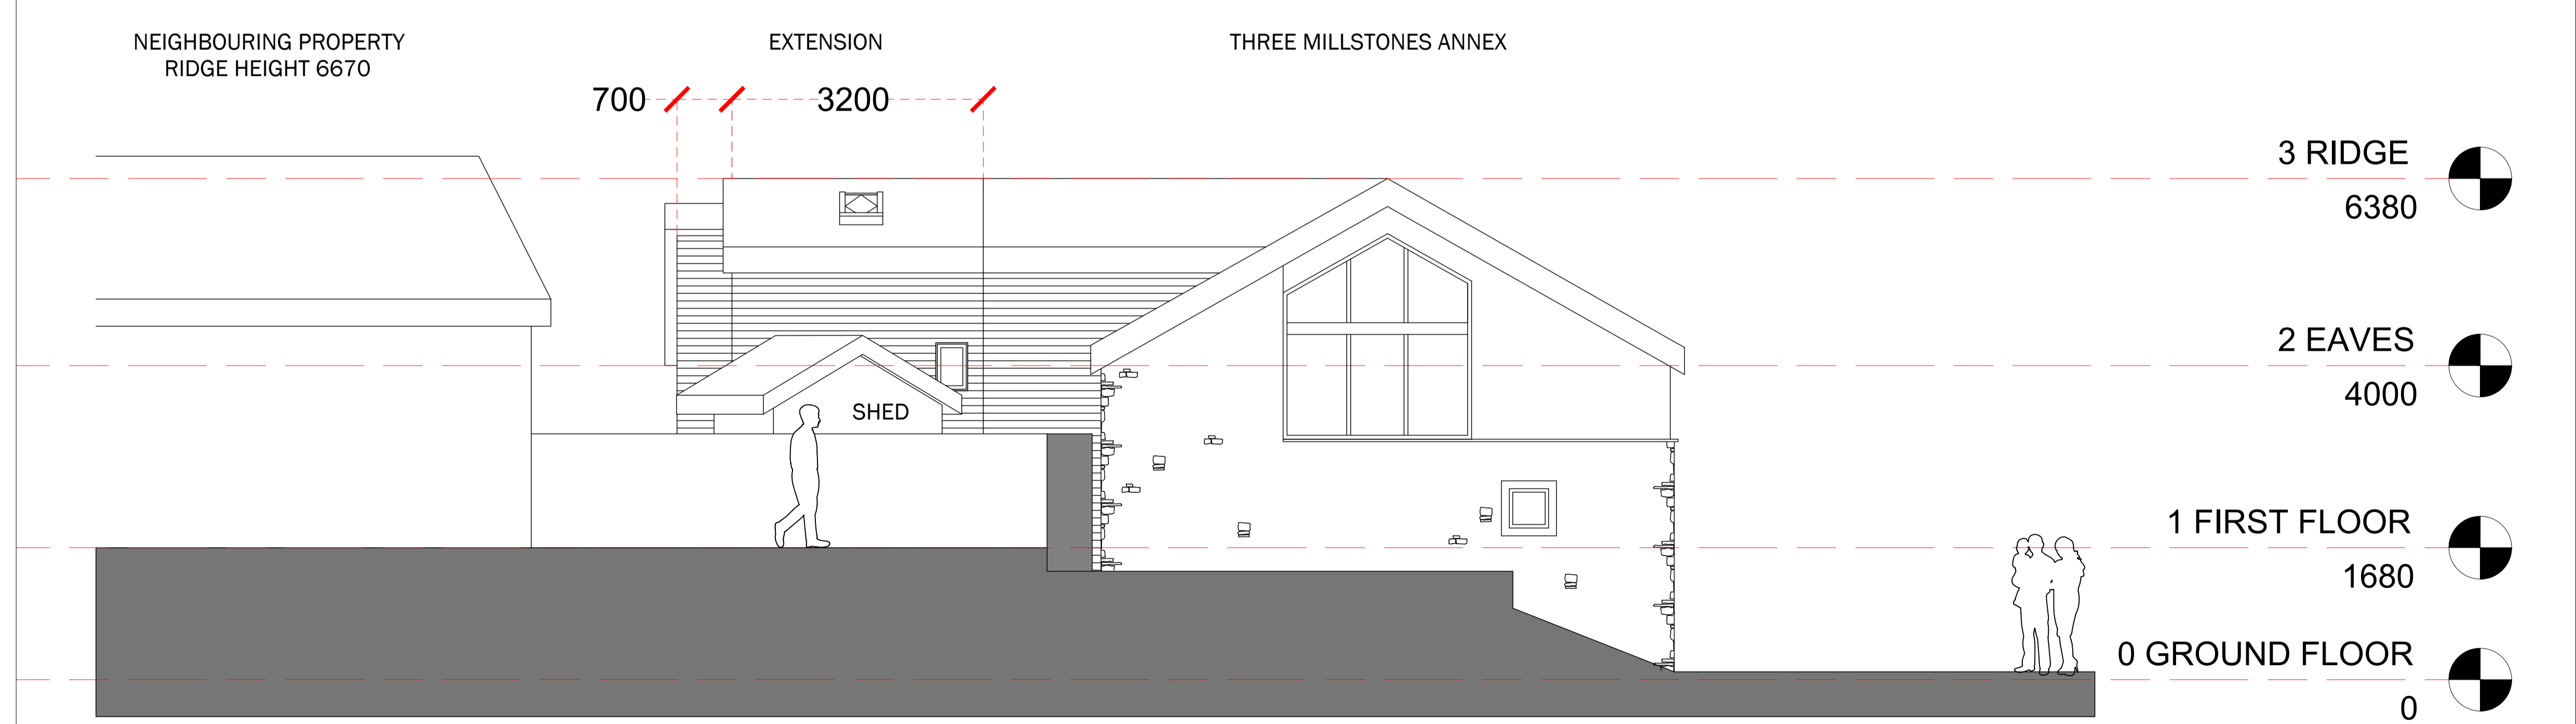 NEIGHBOURING PROPERTY
RIDGE HEIGHT 6670
EXTENSION
THREE MILLSTONES ANNEX
700
3200
3 RIDGE
6380
2 EAVES
4000
SHED
1 FIRST FLOOR
1680
0 GROUND FLOOR
0